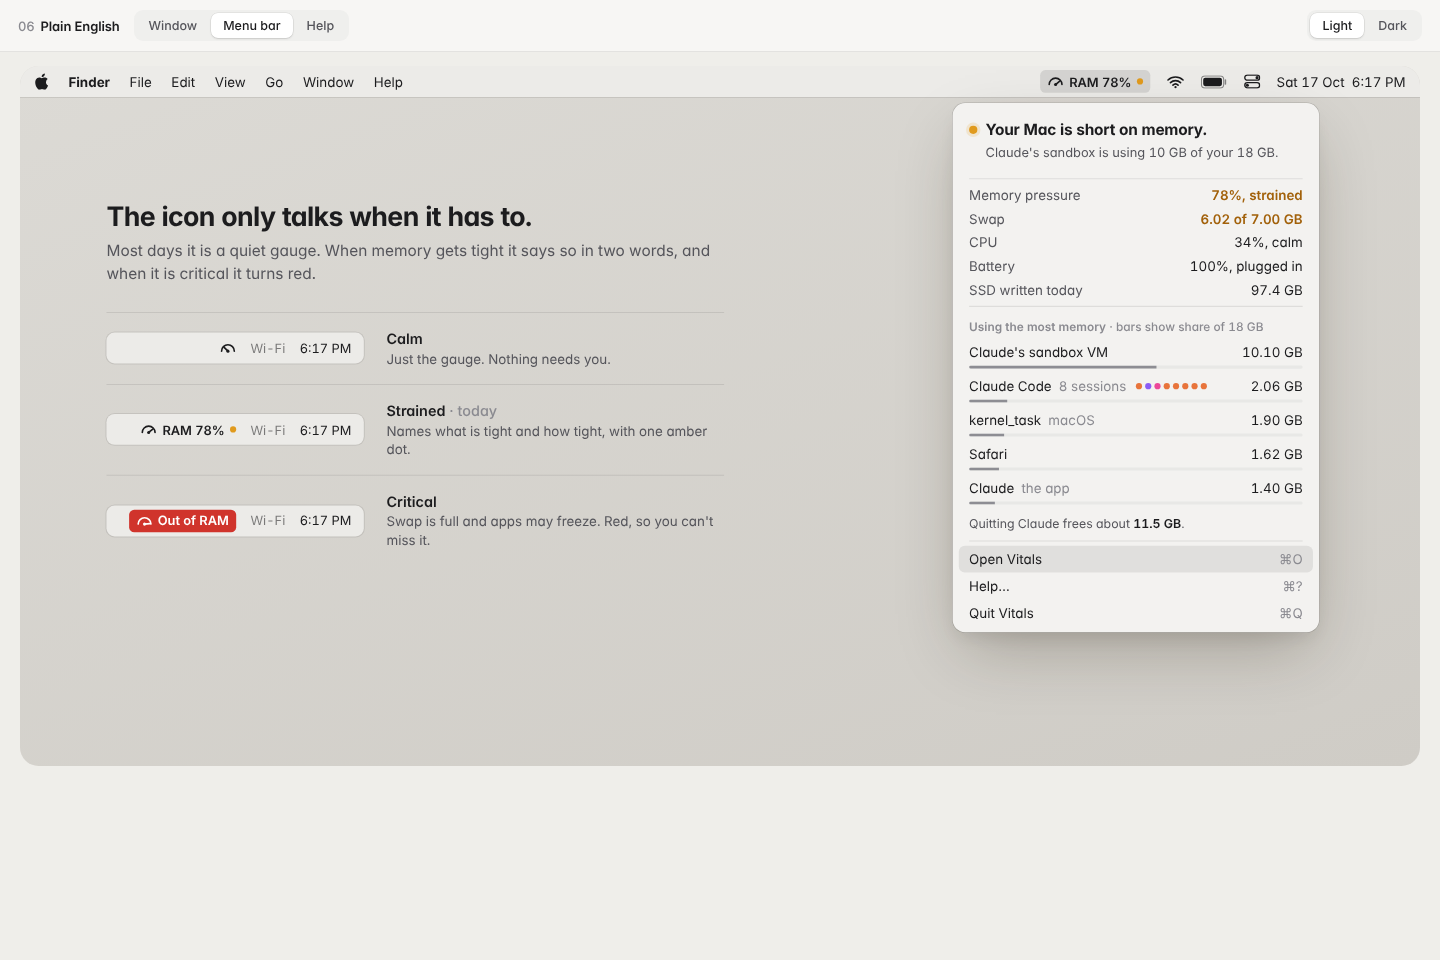 06 Plain English Window Menu bar Help Light Dark
Finder File Edit View Go Window Help RAM 78% Sat 17 Oct 6:17 PM
The icon only talks when it has to.
Most days it is a quiet gauge. When memory gets tight it says so in two words, and
when it is critical it turns red.
Wi-Fi 6:17 PM
Calm
Just the gauge. Nothing needs you.
RAM 78% Wi-Fi 6:17 PM
Strained · today
Names what is tight and how tight, with one amber
dot.
Out of RAM Wi-Fi 6:17 PM
Critical
Swap is full and apps may freeze. Red, so you can't
miss it.
Your Mac is short on memory.
Claude's sandbox is using 10 GB of your 18 GB.
Memory pressure 78%, strained
Swap 6.02 of 7.00 GB
CPU 34%, calm
Battery 100%, plugged in
SSD written today 97.4 GB
Using the most memory · bars show share of 18 GB
Claude's sandbox VM 10.10 GB
Claude Code 8 sessions 2.06 GB
kernel_task macOS 1.90 GB
Safari 1.62 GB
Claude the app 1.40 GB
Quitting Claude frees about 11.5 GB.
Open Vitals ⌘O
Help... ⌘?
Quit Vitals ⌘Q